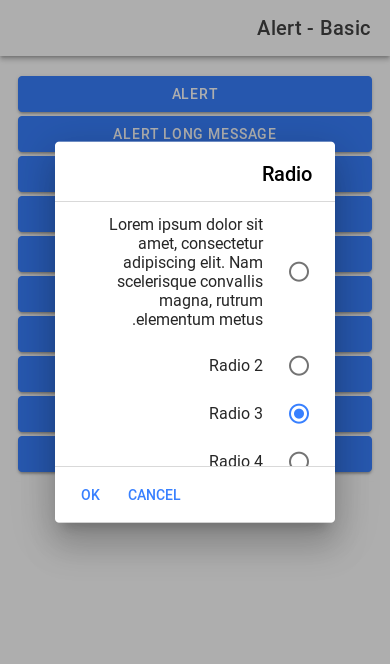 Alert - Basic
ALERT
ALERT LONG MESSAGE
Radio
Lorem ipsum dolor sit
amet, consectetur
adipiscing elit. Nam
scelerisque convallis
magna, rutrum
.elementum metus
Radio 2
Radio 3
Radio 4
OK CANCEL